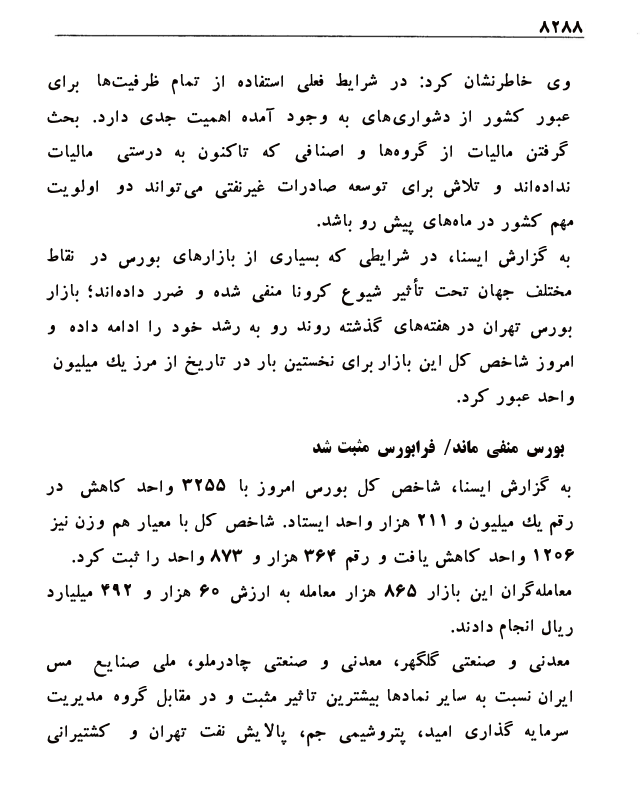 ۸۲۸۸
وی خاطرنشان کرد: در شرایط فعلی استفاده از تمام ظرفیت‌ها برای
عبور کشور از دشواری‌های به وجود آمده اهمیت جدی دارد. بحث
گرفتن مالیات از گروه‌ها و اصنافی که تاکنون به درستی مالیات
نداده‌اند و تلاش برای توسعه صادرات غیرنفتی می‌تواند دو اولویت
مهم کشور در ماه‌های پیش رو باشد.
به گزارش ایسنا، در شرایطی که بسیاری از بازارهای بورس در نقاط
مختلف جهان تحت تأثیر شیوع کرونا منفی شده و ضرر داده‌اند؛ بازار
بورس تهران در هفته‌های گذشته روند رو به رشد خود را ادامه داده و
امروز شاخص کل این بازار برای نخستین بار در تاریخ از مرز یك میلیون
واحد عبور کرد.
بورس منفی ماند/ فرابورس مثبت شد
به گزارش ایسنا، شاخص کل بورس امروز با ۳۲۵۵ واحد کاهش در
رقم یك میلیون و ۲۱۱ هزار واحد ایستاد. شاخص کل با معیار هم وزن نیز
۱۲۰۶ واحد کاهش یافت و رقم ۳۶۴ هزار و ۸۷۳ واحد را ثبت کرد.
معامله‌گران این بازار ۸۶۵ هزار معامله به ارزش ۶۰ هزار و ۴۹۲ میلیارد
ریال انجام دادند.
معدنی و صنعتی گلگهر، معدنی و صنعتی چادرملو، ملی صنایع مس
ایران نسبت به سایر نمادها بیشترین تاثیر مثبت و در مقابل گروه مدیریت
سرمایه گذاری امید، پتروشیمی جم، پالایش نفت تهران و کشتیرانی